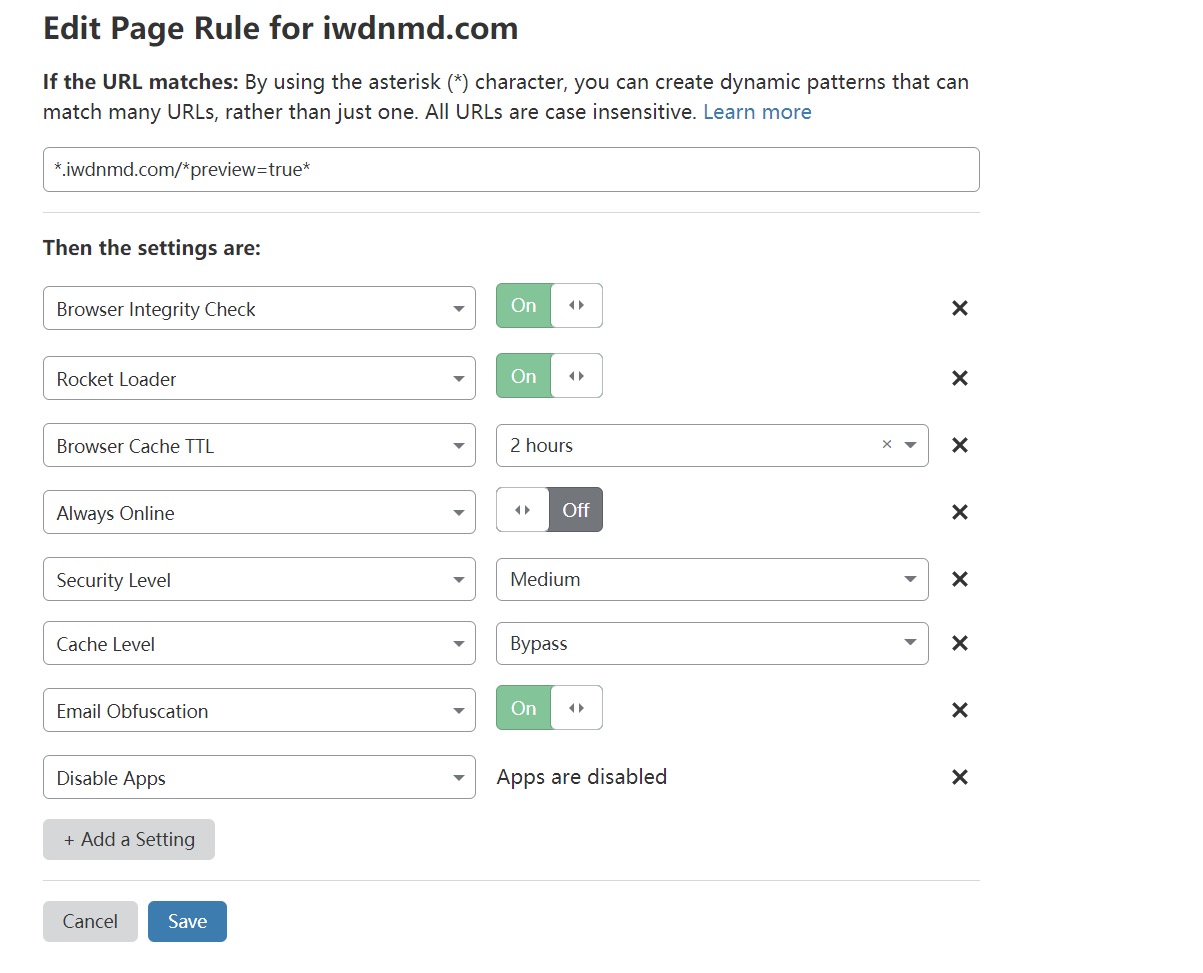 Edit Page Rule for iwdnmd.com
If the URL matches: By using the asterisk (*) character, you can create dynamic patterns that can
match many URLs, rather than just one. All URLs are case insensitive. Learn more
*.iwdnmd.com/*preview=true*
Then the settings are:
Browser Integrity Check On
Rocket Loader On
Browser Cache TTL 2 hours
Always Online Off
Security Level Medium
Cache Level Bypass
Email Obfuscation On
Disable Apps Apps are disabled
+ Add a Setting
Cancel Save